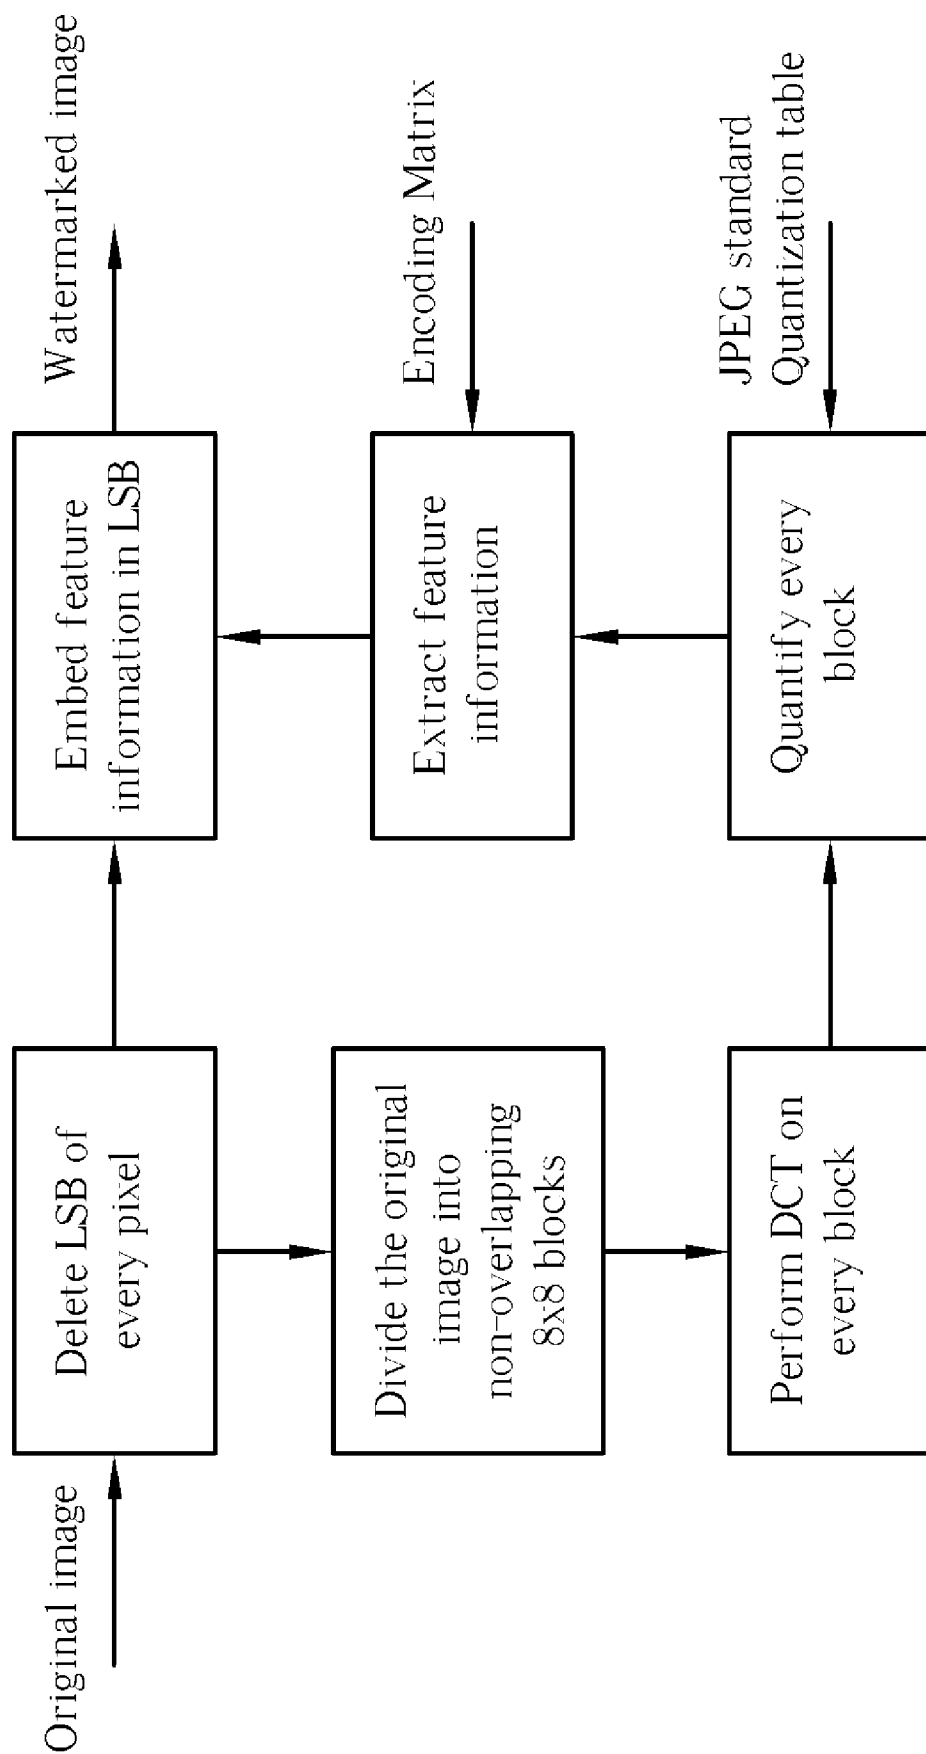 Original image
Delete LSB of
every pixel
Embed feature
information in LSB
Watermarked image
Divide the original
image into
non-overlapping
8x8 blocks
Extract feature
information
Encoding Matrix
Perform DCT on
every block
Quantify every
block
JPEG standard
Quantization table